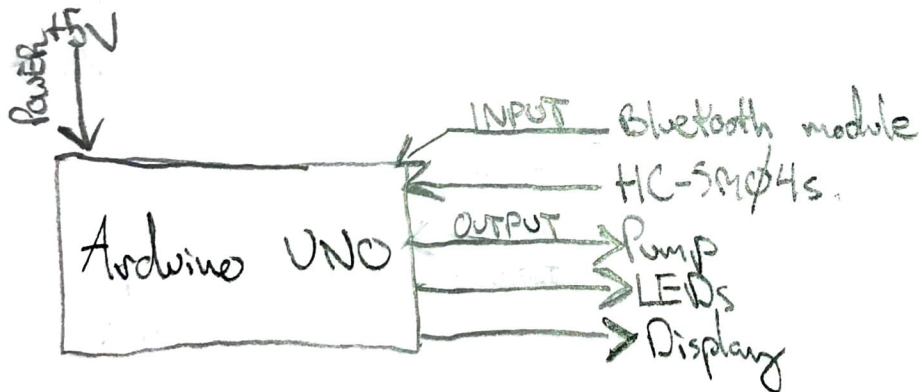 Power +5V
INPUT Bluetooth module
HC-SR04s.
Arduino UNO
OUTPUT Pump
LEDs
Display